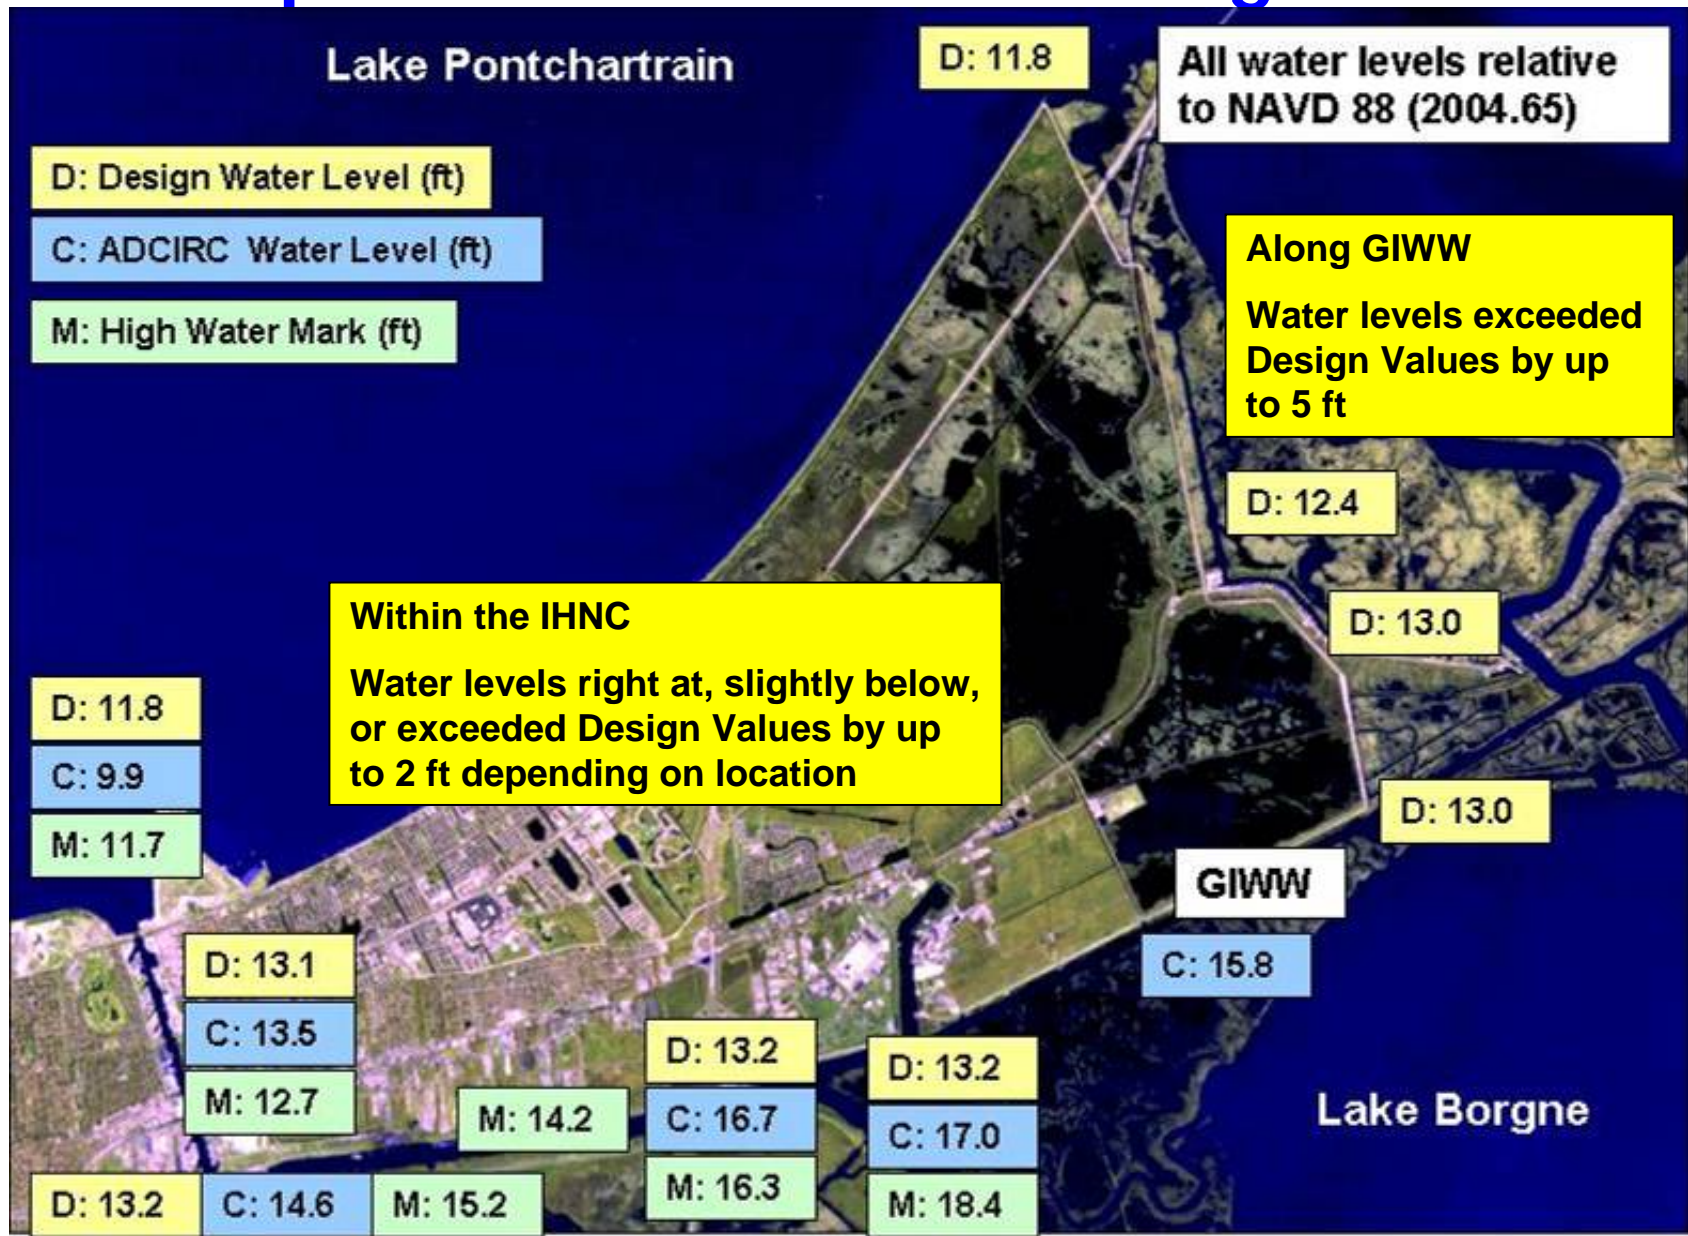 Lake Pontchartrain
D: 11.8
All water levels relative
to NAVD 88 (2004.65)
D: Design Water Level (ft)
C: ADCIRC  Water Level (ft)
M: High Water Mark (ft)
Along GIWW
Water levels exceeded
Design Values by up
to 5 ft
D: 12.4
Within the IHNC
Water levels right at, slightly below,
or exceeded Design Values by up
to 2 ft depending on location
D: 13.0
D: 11.8
C: 9.9
M: 11.7
D: 13.0
GIWW
C: 15.8
D: 13.1
C: 13.5
M: 12.7
M: 14.2
D: 13.2
C: 16.7
M: 16.3
D: 13.2
C: 17.0
M: 18.4
Lake Borgne
D: 13.2
C: 14.6
M: 15.2